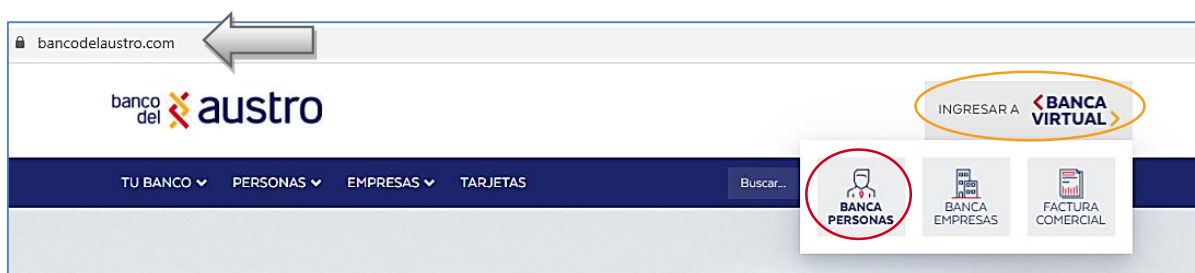 bancodelaustro.com
banco
del austro
INGRESAR A
BANCA
VIRTUAL
TU BANCO
PERSONAS
EMPRESAS
TARJETAS
Buscar...
BANCA
PERSONAS
BANCA
EMPRESAS
FACTURA
COMERCIAL